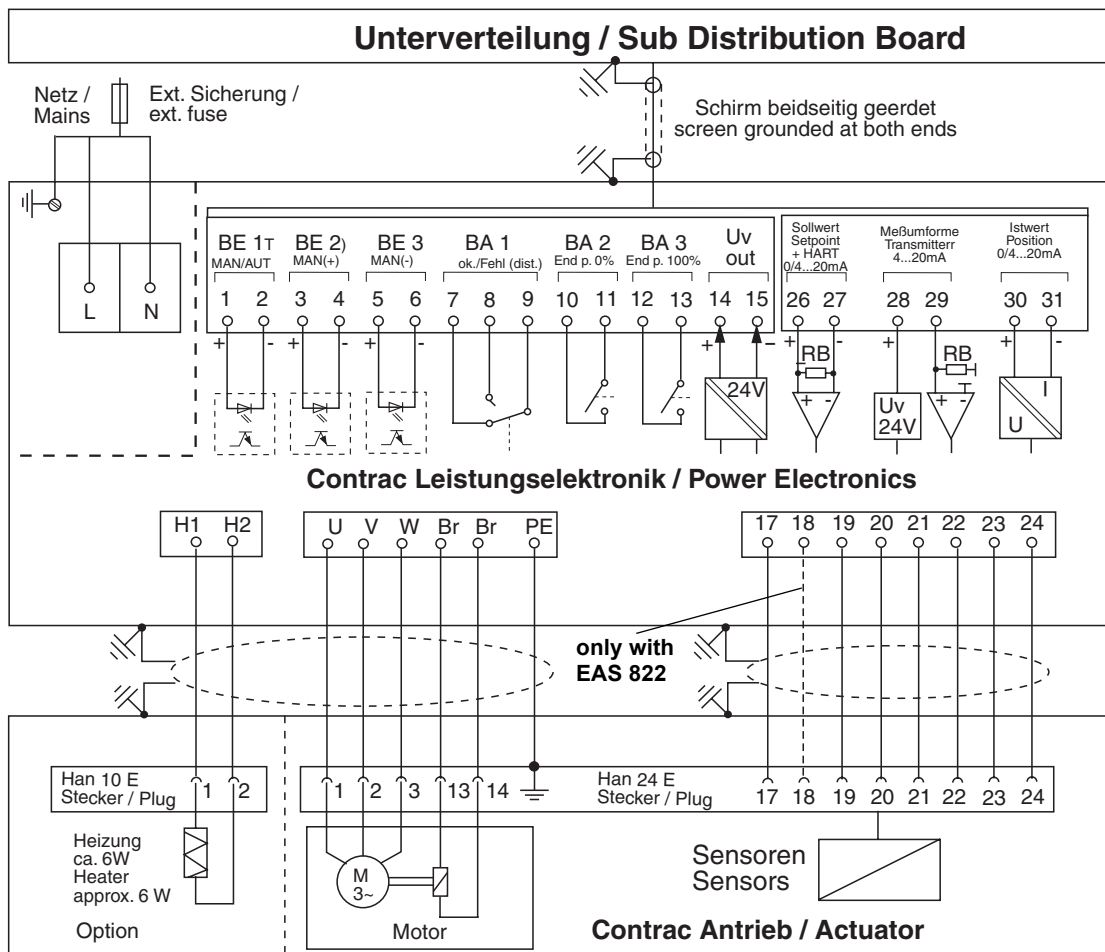 Unterverteilung / Sub Distribution Board
Netz /
Mains
Ext. Sicherung /
ext. fuse
Schirm beidseitig geerdet
screen grounded at both ends
L
N
BE 1T
MAN/AUT
BE 2)
MAN(+)
BE 3
MAN(-)
BA 1
ok./Fehl (dist.)
BA 2
End p. 0%
BA 3
End p. 100%
Uv
out
Sollwert
Setpoint
+ HART
0/4...20mA
Meßumforme
Transmitterr
4...20mA
Istwert
Position
0/4...20mA
1 2 3 4 5 6 7 8 9 10 11 12 13 14 15 26 27 28 29 30 31
+ - + - + - + - + - + + -
RB
RB
24V
+ -
Uv
24V
+ -
I
U
Contrac Leistungselektronik / Power Electronics
H1 H2
U V W Br Br PE
17 18 19 20 21 22 23 24
only with
EAS 822
Han 10 E
Stecker / Plug
1 2
1 2 3 13 14
Han 24 E
Stecker / Plug
17 18 19 20 21 22 23 24
Heizung
ca. 6W
Heater
approx. 6 W
Option
M
3~
Motor
Sensoren
Sensors
Contrac Antrieb / Actuator